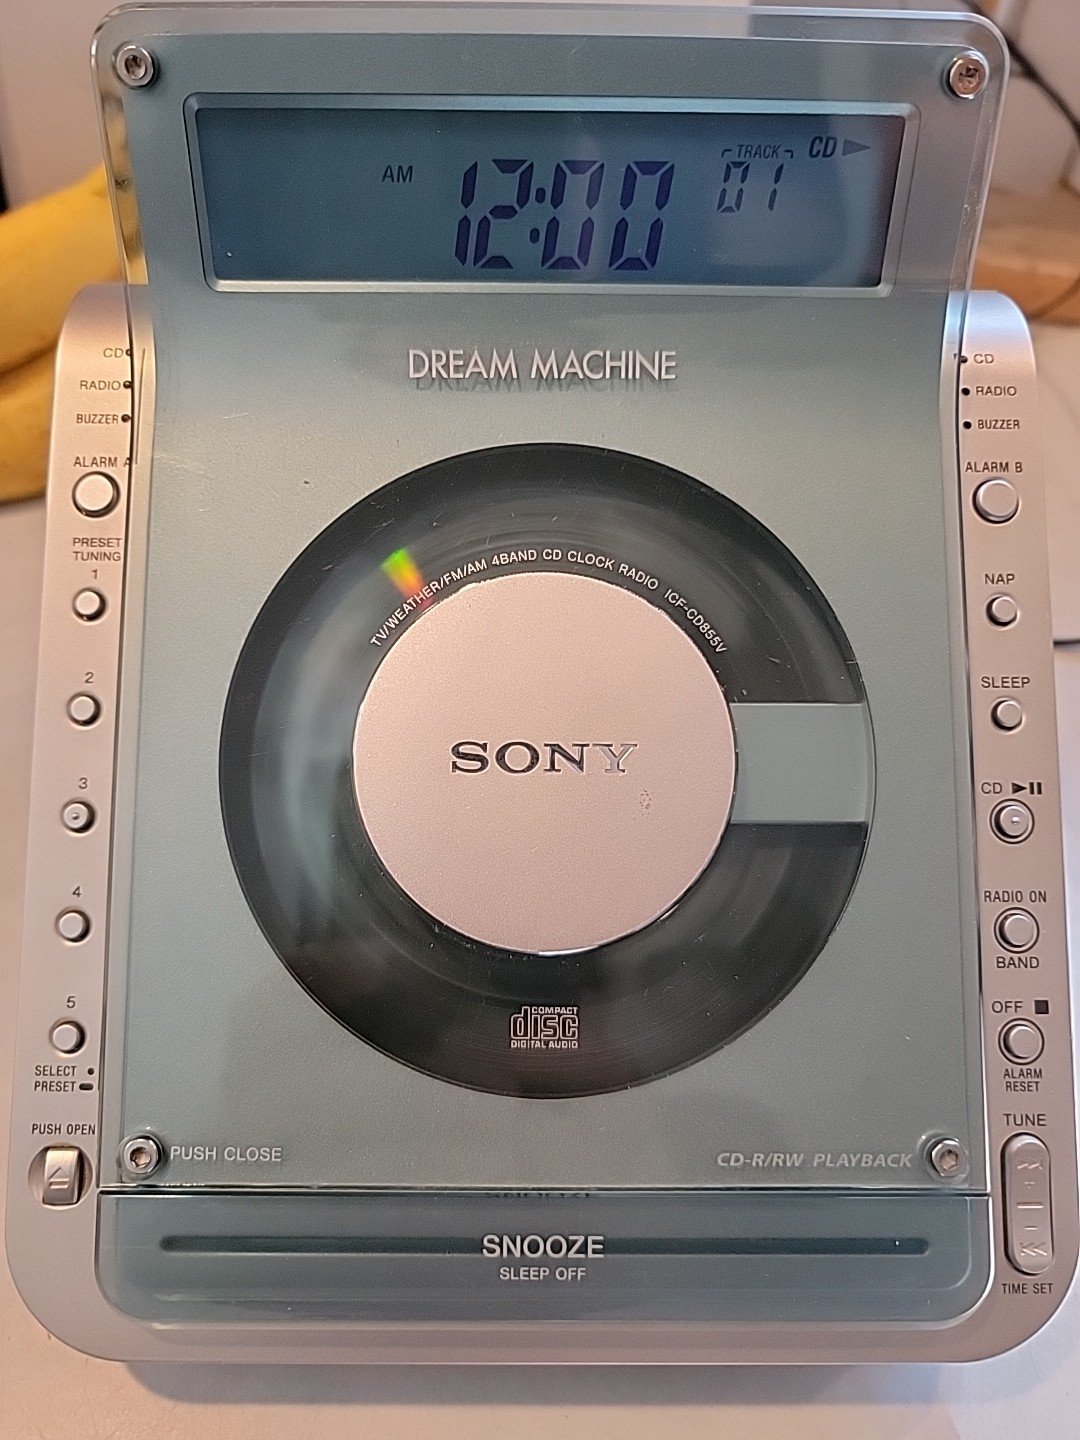 AM 12:00 TRACK 01 CD
DREAM MACHINE
CD
RADIO
BUZZER
ALARM A
PRESET
TUNING
1
2
3
4
5
SELECT
PRESET
PUSH OPEN
TV/WEATHER/FM/AM 4BAND CD CLOCK RADIO ICF-CD855V
SONY
COMPACT
disc
DIGITAL AUDIO
PUSH CLOSE
CD-R/RW PLAYBACK
SNOOZE
SLEEP OFF
CD
RADIO
BUZZER
ALARM B
NAP
SLEEP
CD
RADIO ON
BAND
OFF
ALARM
RESET
TUNE
+
−
TIME SET